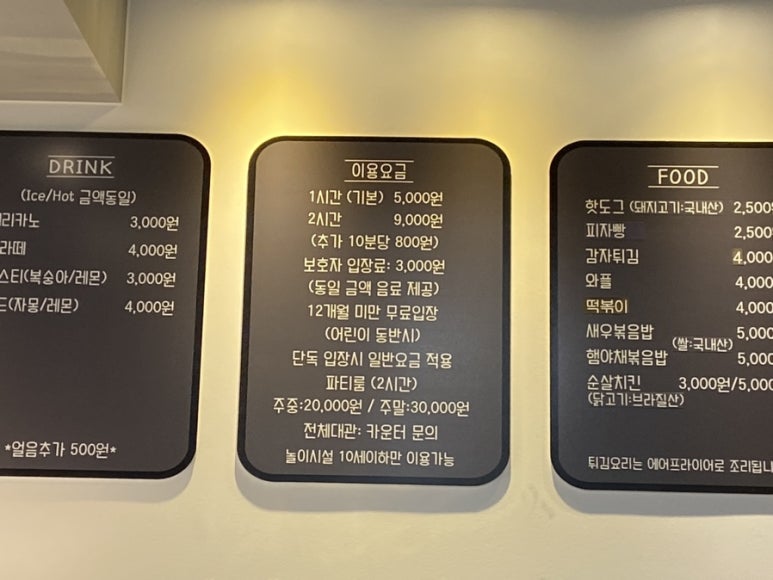 DRINK
(Ice/Hot 금액동일)
3,000원
4,000원
(복숭아/레몬) 3,000원
(자몽/레몬) 4,000원
*얼음추가 500원*
이용요금
1시간 (기본) 5,000원
2시간 9,000원
(추가 10분당 800원)
보호자 입장료: 3,000원
(동일 금액 음료 제공)
12개월 미만 무료입장
(어린이 동반시)
단독 입장시 일반요금 적용
파티룸 (2시간)
주중:20,000원 / 주말:30,000원
전체대관: 카운터 문의
놀이시설 10세이하만 이용가능
FOOD
핫도그 (돼지고기:국내산) 2,500
피자빵 2,500
감자튀김 4,000
와플 4,000
떡볶이 4,000
새우볶음밥 5,000
(쌀:국내산)
햄야채볶음밥 5,000
순살치킨 3,000원/5,000
(닭고기:브라질산)
튀김요리는 에어프라이어로